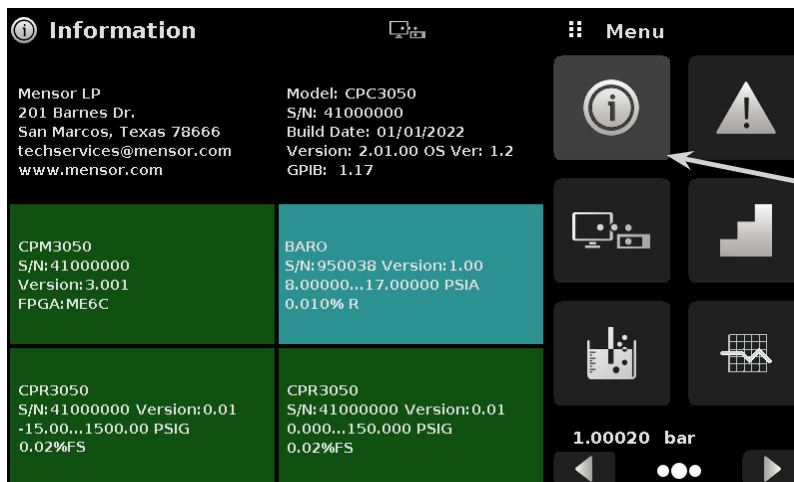 Information
Menu
Mensor LP
201 Barnes Dr.
San Marcos, Texas 78666
techservices@mensor.com
www.mensor.com
Model: CPC3050
S/N: 41000000
Build Date: 01/01/2022
Version: 2.01.00 OS Ver: 1.2
GPIB: 1.17
CPM3050
S/N:41000000
Version:3.001
FPGA:ME6C
BARO
S/N:950038 Version:1.00
8.00000...17.00000 PSIA
0.010% R
CPR3050
S/N:41000000 Version:0.01
-15.00...1500.00 PSIG
0.02%FS
CPR3050
S/N:41000000 Version:0.01
0.000...150.000 PSIG
0.02%FS
1.00020 bar